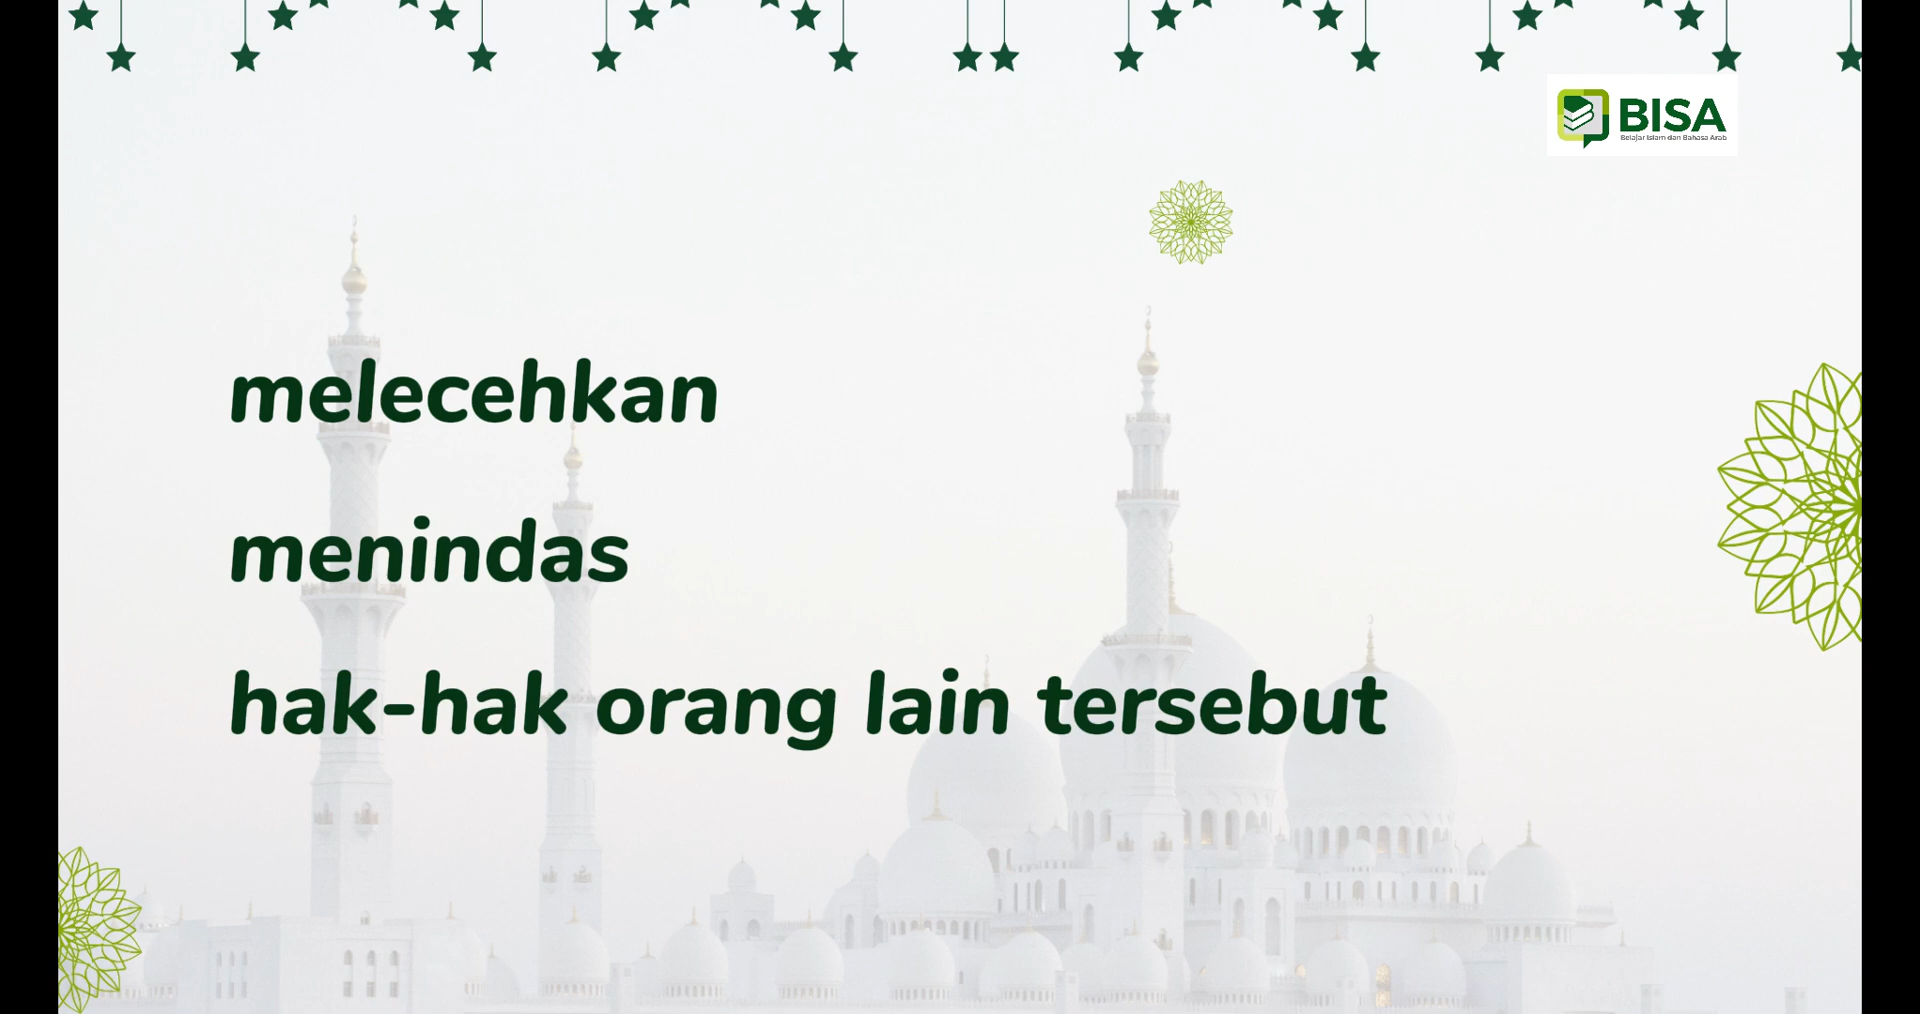 BISA
Belajar Islam dan Bahasa Arab
melecehkan
menindas
hak-hak orang lain tersebut